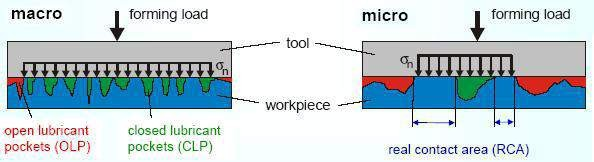 macro
forming load
tool
σn
workpiece
open lubricant
pockets (OLP)
closed lubricant
pockets (CLP)
micro
forming load
σn
real contact area (RCA)